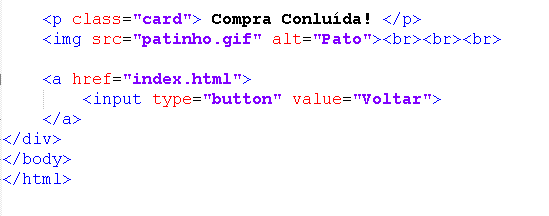 <p class="card"> Compra Conluída! </p>
<img src="patinho.gif" alt="Pato"><br><br><br>
<a href="index.html">
<input type="button" value="Voltar">
</a>
</div>
</body>
</html>